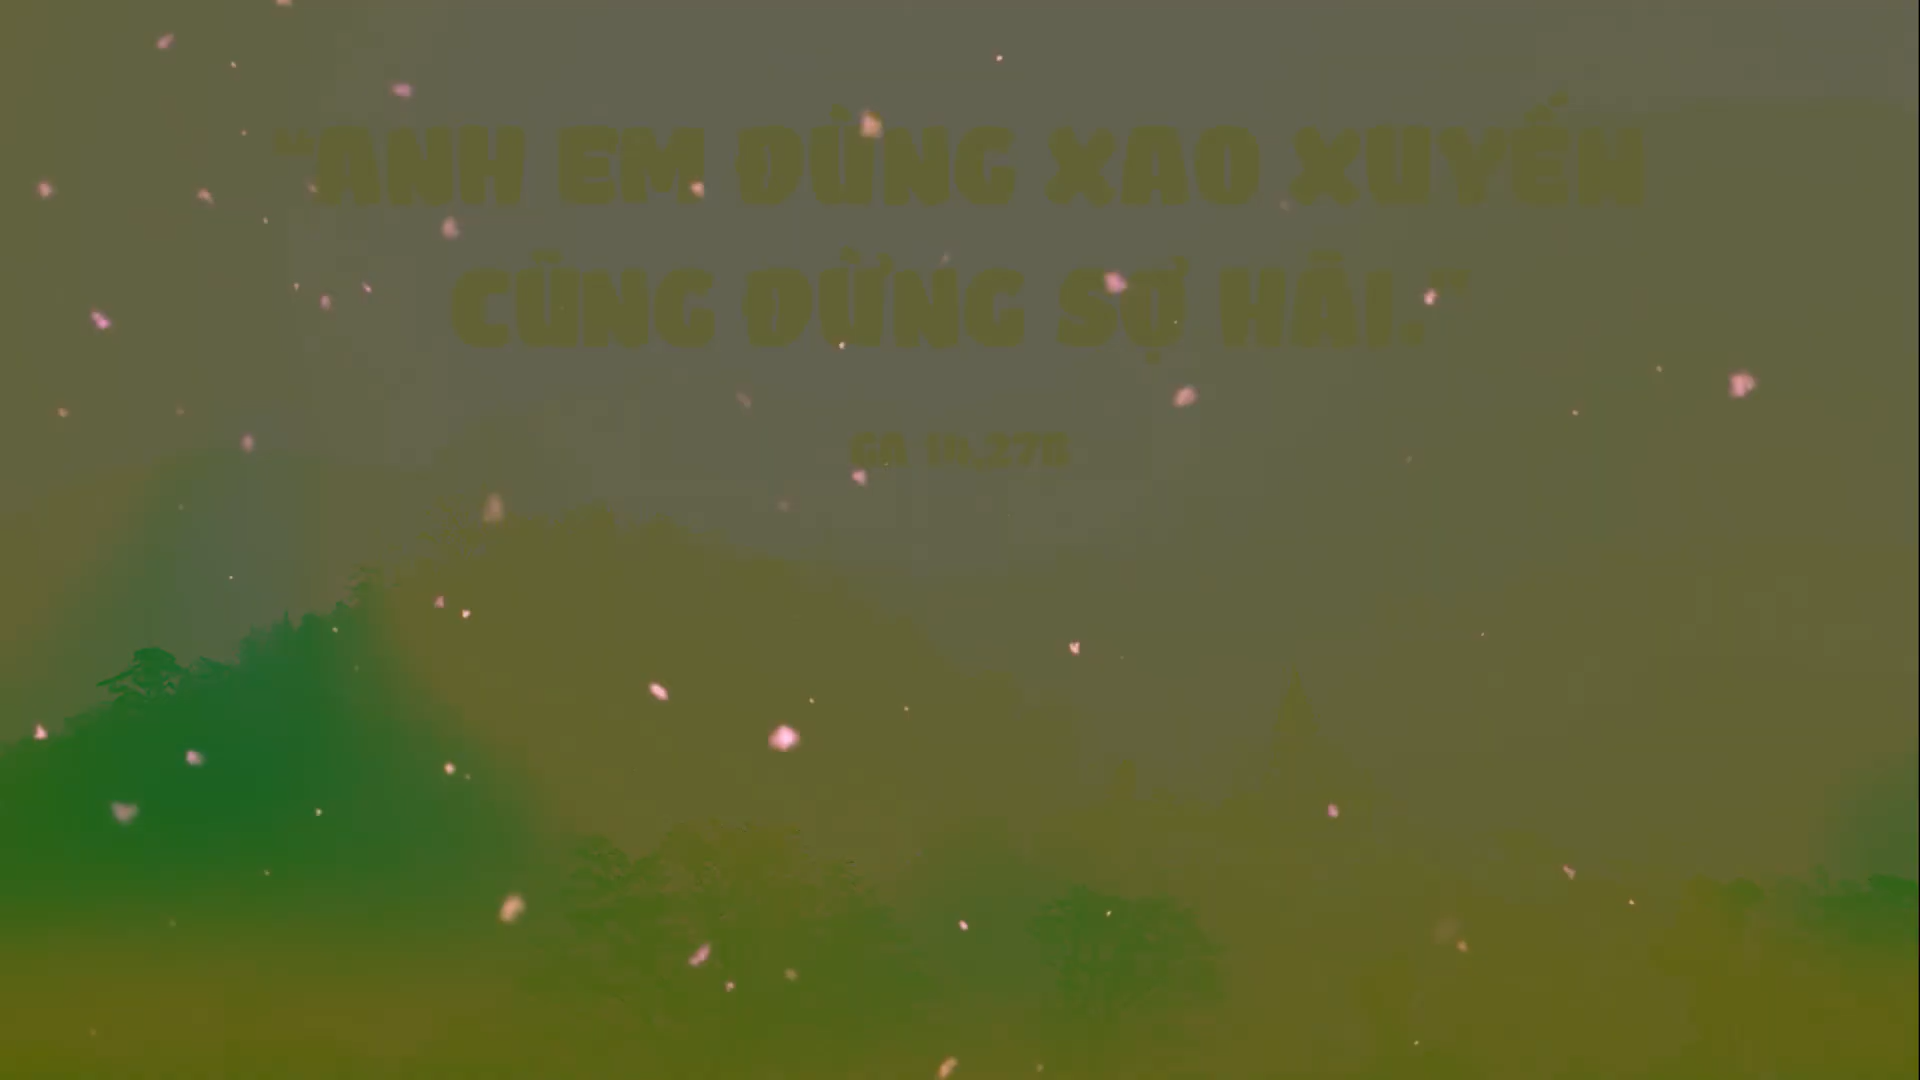 “ANH EM ĐỪNG XAO XUYẾN
CŨNG ĐỪNG SỢ HÃI.”
GA 14,27B